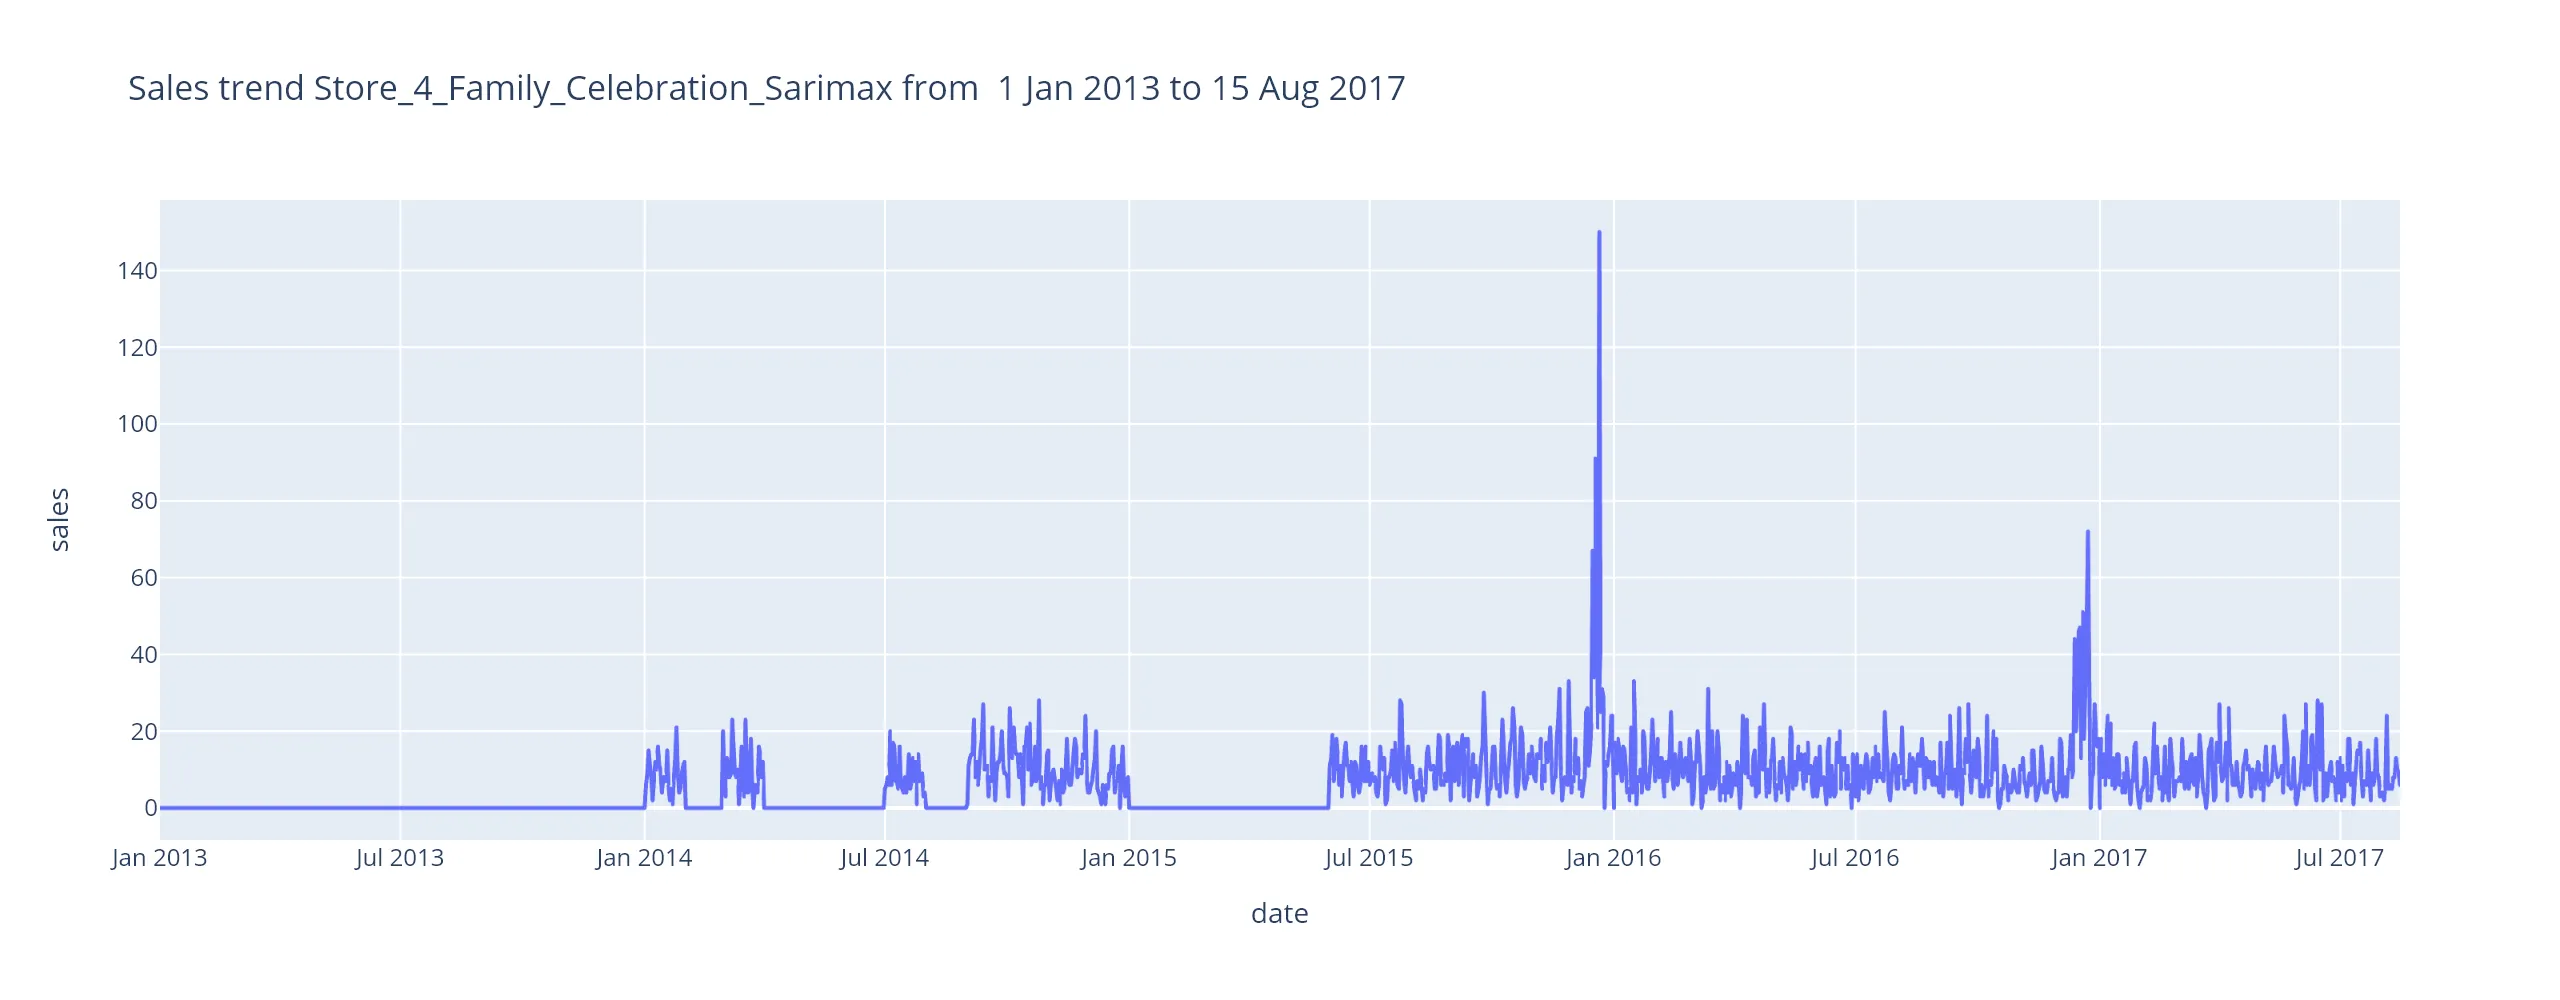 Sales trend Store_4_Family_Celebration_Sarimax from  1 Jan 2013 to 15 Aug 2017
140
120
100
80
60
40
20
0
sales
Jan 2013 Jul 2013 Jan 2014 Jul 2014 Jan 2015 Jul 2015 Jan 2016 Jul 2016 Jan 2017 Jul 2017
date